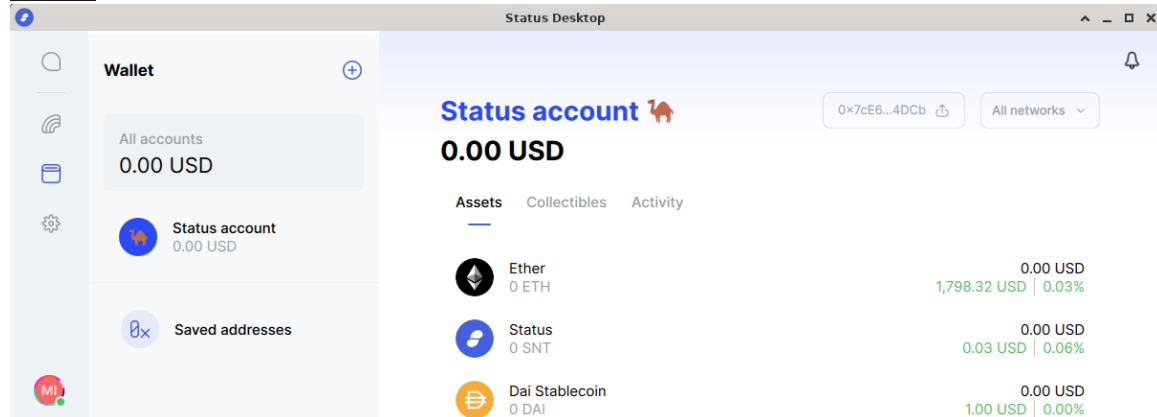 Status Desktop
Wallet
All accounts
0.00 USD
Status account
0.00 USD
Saved addresses
MI
Status account
0×7cE6...4DCb
All networks
0.00 USD
Assets Collectibles Activity
Ether 0.00 USD
0 ETH 1,798.32 USD 0.03%
Status 0.00 USD
0 SNT 0.03 USD 0.06%
Dai Stablecoin 0.00 USD
0 DAI 1.00 USD 0.00%